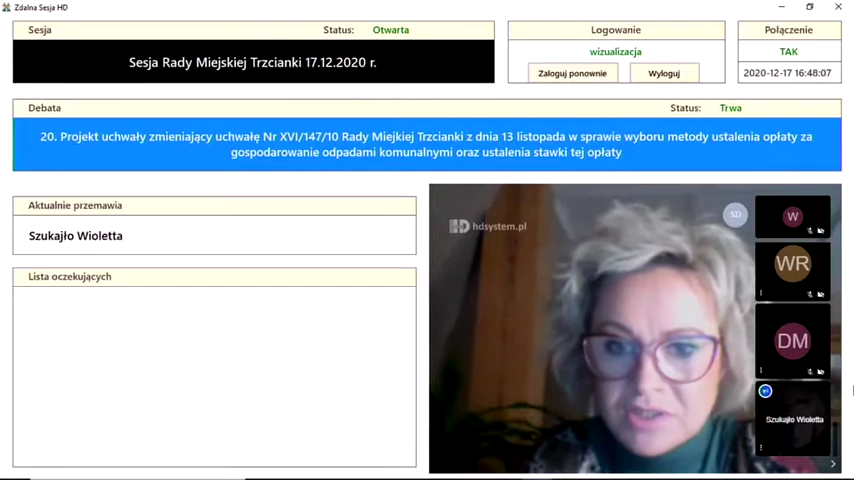 Zdalna Sesja HD
Sesja
Status:
Otwarta
Sesja Rady Miejskiej Trzcianki 17.12.2020 r.
Logowanie
wizualizacja
Zaloguj ponownie
Wyloguj
Połączenie
TAK
2020-12-17 16:48:07
Debata
Status:
Trwa
20. Projekt uchwały zmieniający uchwałę Nr XVI/147/10 Rady Miejkiej Trzcianki z dnia 13 listopada w sprawie wyboru metody ustalenia opłaty za
gospodarowanie odpadami komunalnymi oraz ustalenia stawki tej opłaty
Aktualnie przemawia
Szukajło Wioletta
Lista oczekujących
HD hdsystem.pl
SD
W
WR
DM
Szukajło Wioletta